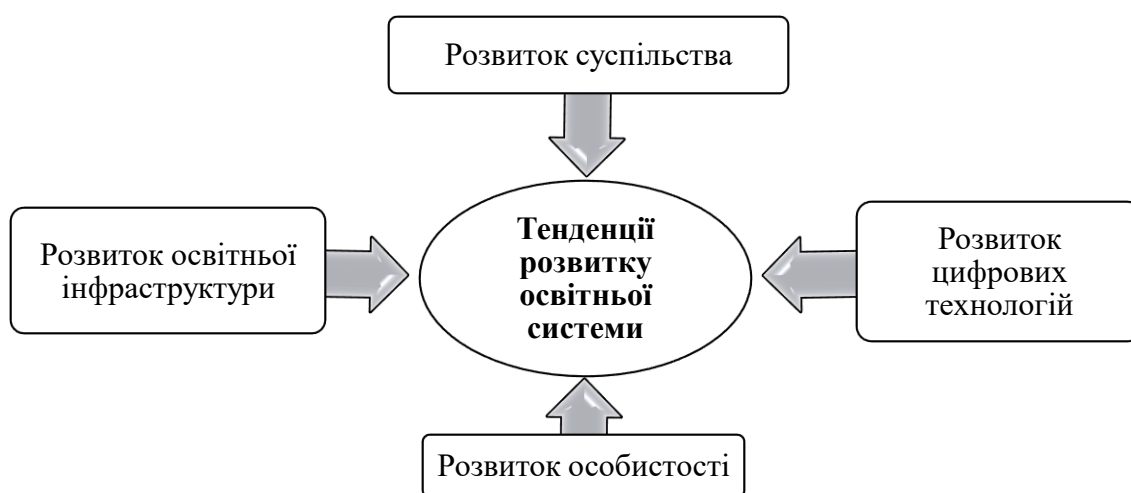 Розвиток суспільства
Розвиток освітньої
інфраструктури
Тенденції
розвитку
освітньої
системи
Розвиток
цифрових
технологій
Розвиток особистості